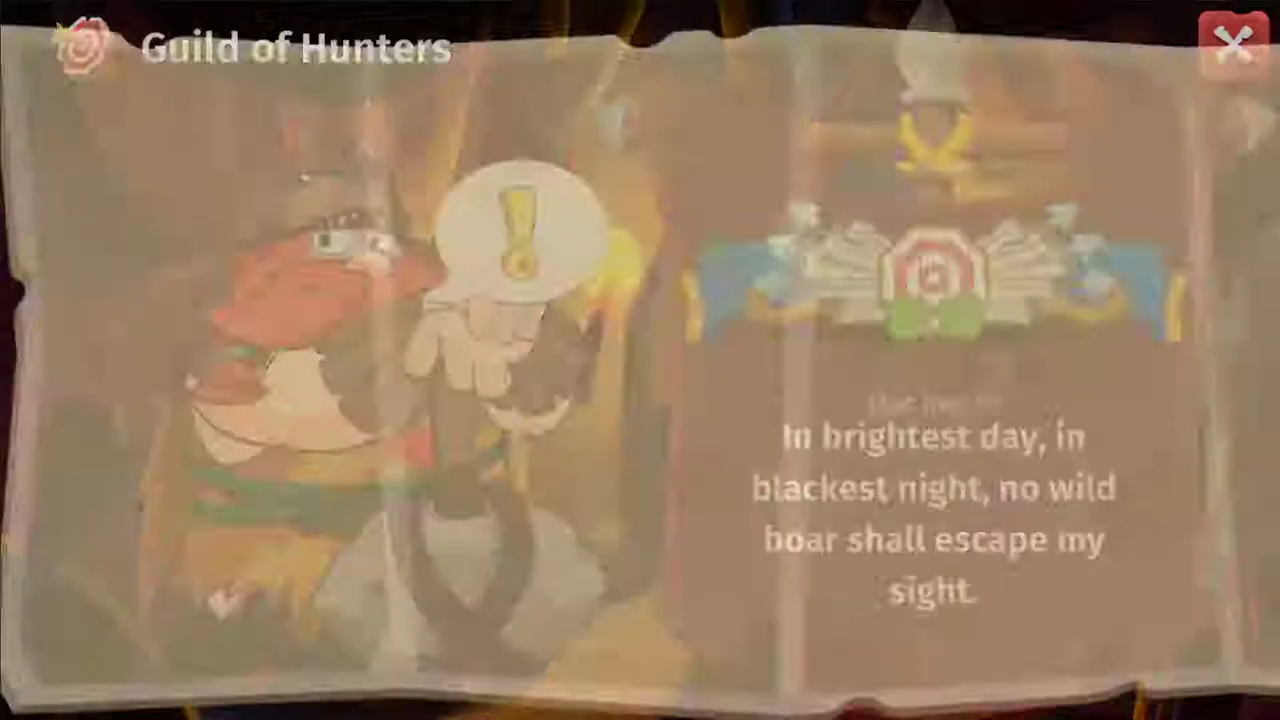 Guild of Hunters
In brightest day, in
blackest night, no wild
boar shall escape my
sight.